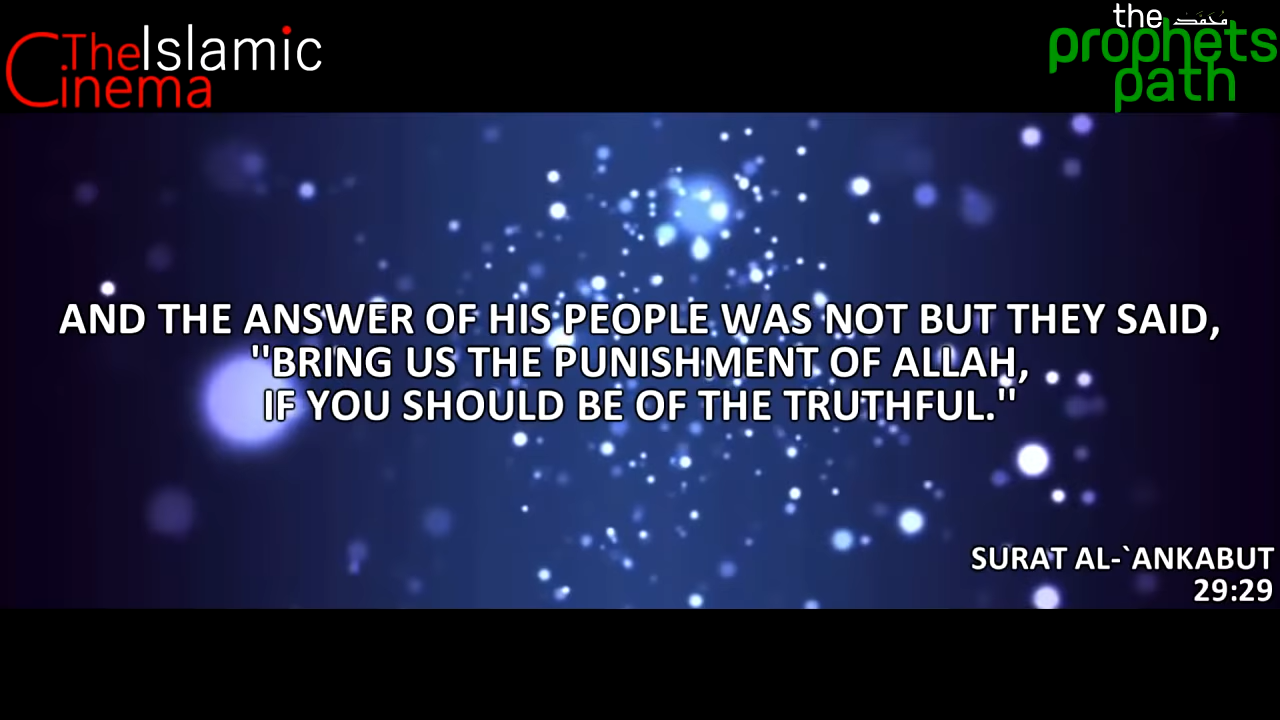 TheIslamic
Cinema
the محمد
prophets
path
AND THE ANSWER OF HIS PEOPLE WAS NOT BUT THEY SAID,
"BRING US THE PUNISHMENT OF ALLAH,
IF YOU SHOULD BE OF THE TRUTHFUL."
SURAT AL-`ANKABUT
29:29